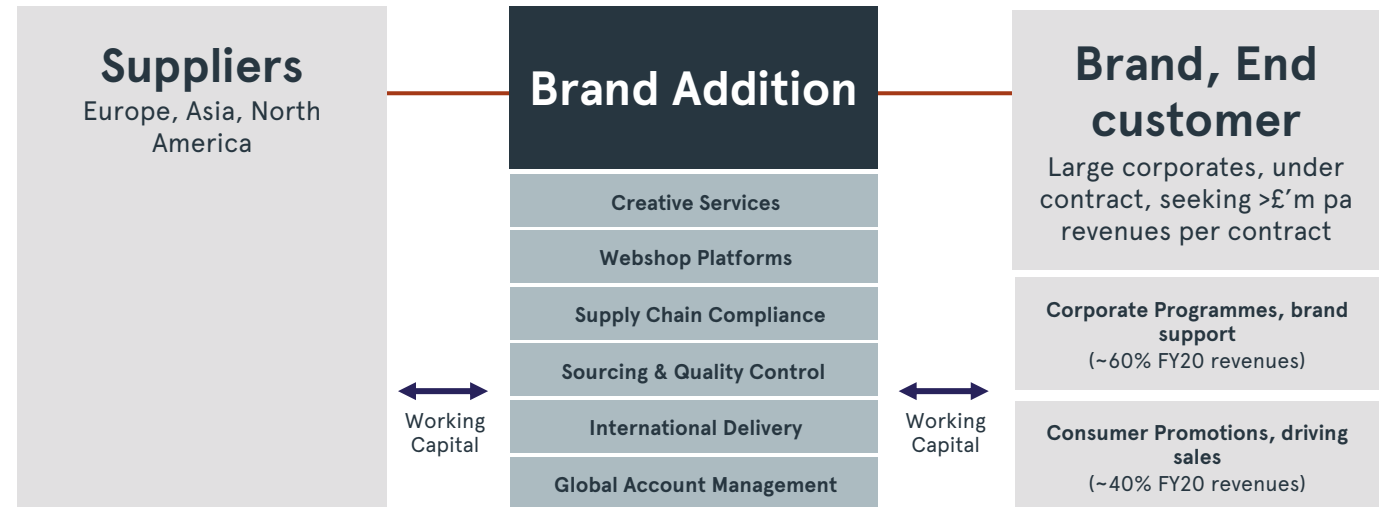 Suppliers
Europe, Asia, North
America
Brand Addition
Creative Services
Webshop Platforms
Supply Chain Compliance
Sourcing & Quality Control
International Delivery
Global Account Management
Working
Capital
Working
Capital
Brand, End
customer
Large corporates, under
contract, seeking >£’m pa
revenues per contract
Corporate Programmes, brand
support
(~60% FY20 revenues)
Consumer Promotions, driving
sales
(~40% FY20 revenues)